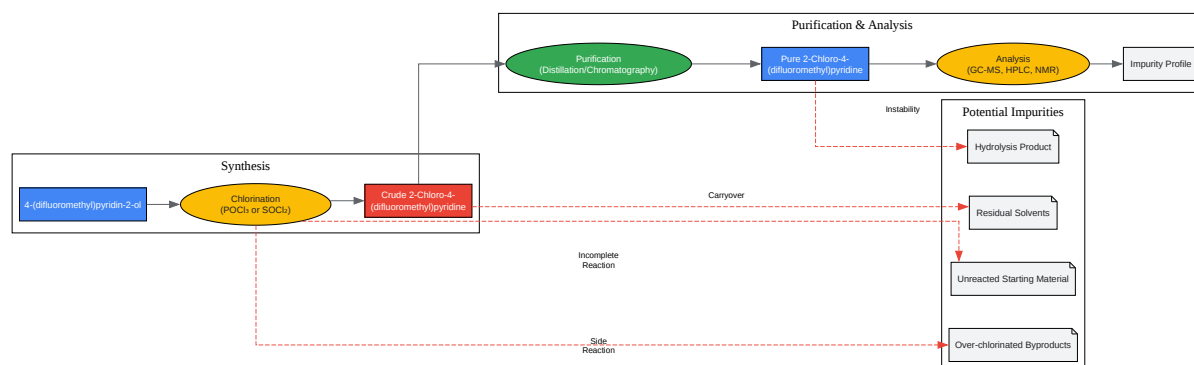 Purification & Analysis
Purification
(Distillation/Chromatography)
Pure 2-Chloro-4-
(difluoromethyl)pyridine
Analysis
(GC-MS, HPLC, NMR)
Impurity Profile
Instability
Potential Impurities
Hydrolysis Product
Synthesis
4-(difluoromethyl)pyridin-2-ol
Chlorination
(POCl₃ or SOCl₂)
Crude 2-Chloro-4-
(difluoromethyl)pyridine
Carryover
Residual Solvents
Incomplete
Reaction
Unreacted Starting Material
Side
Reaction
Over-chlorinated Byproducts